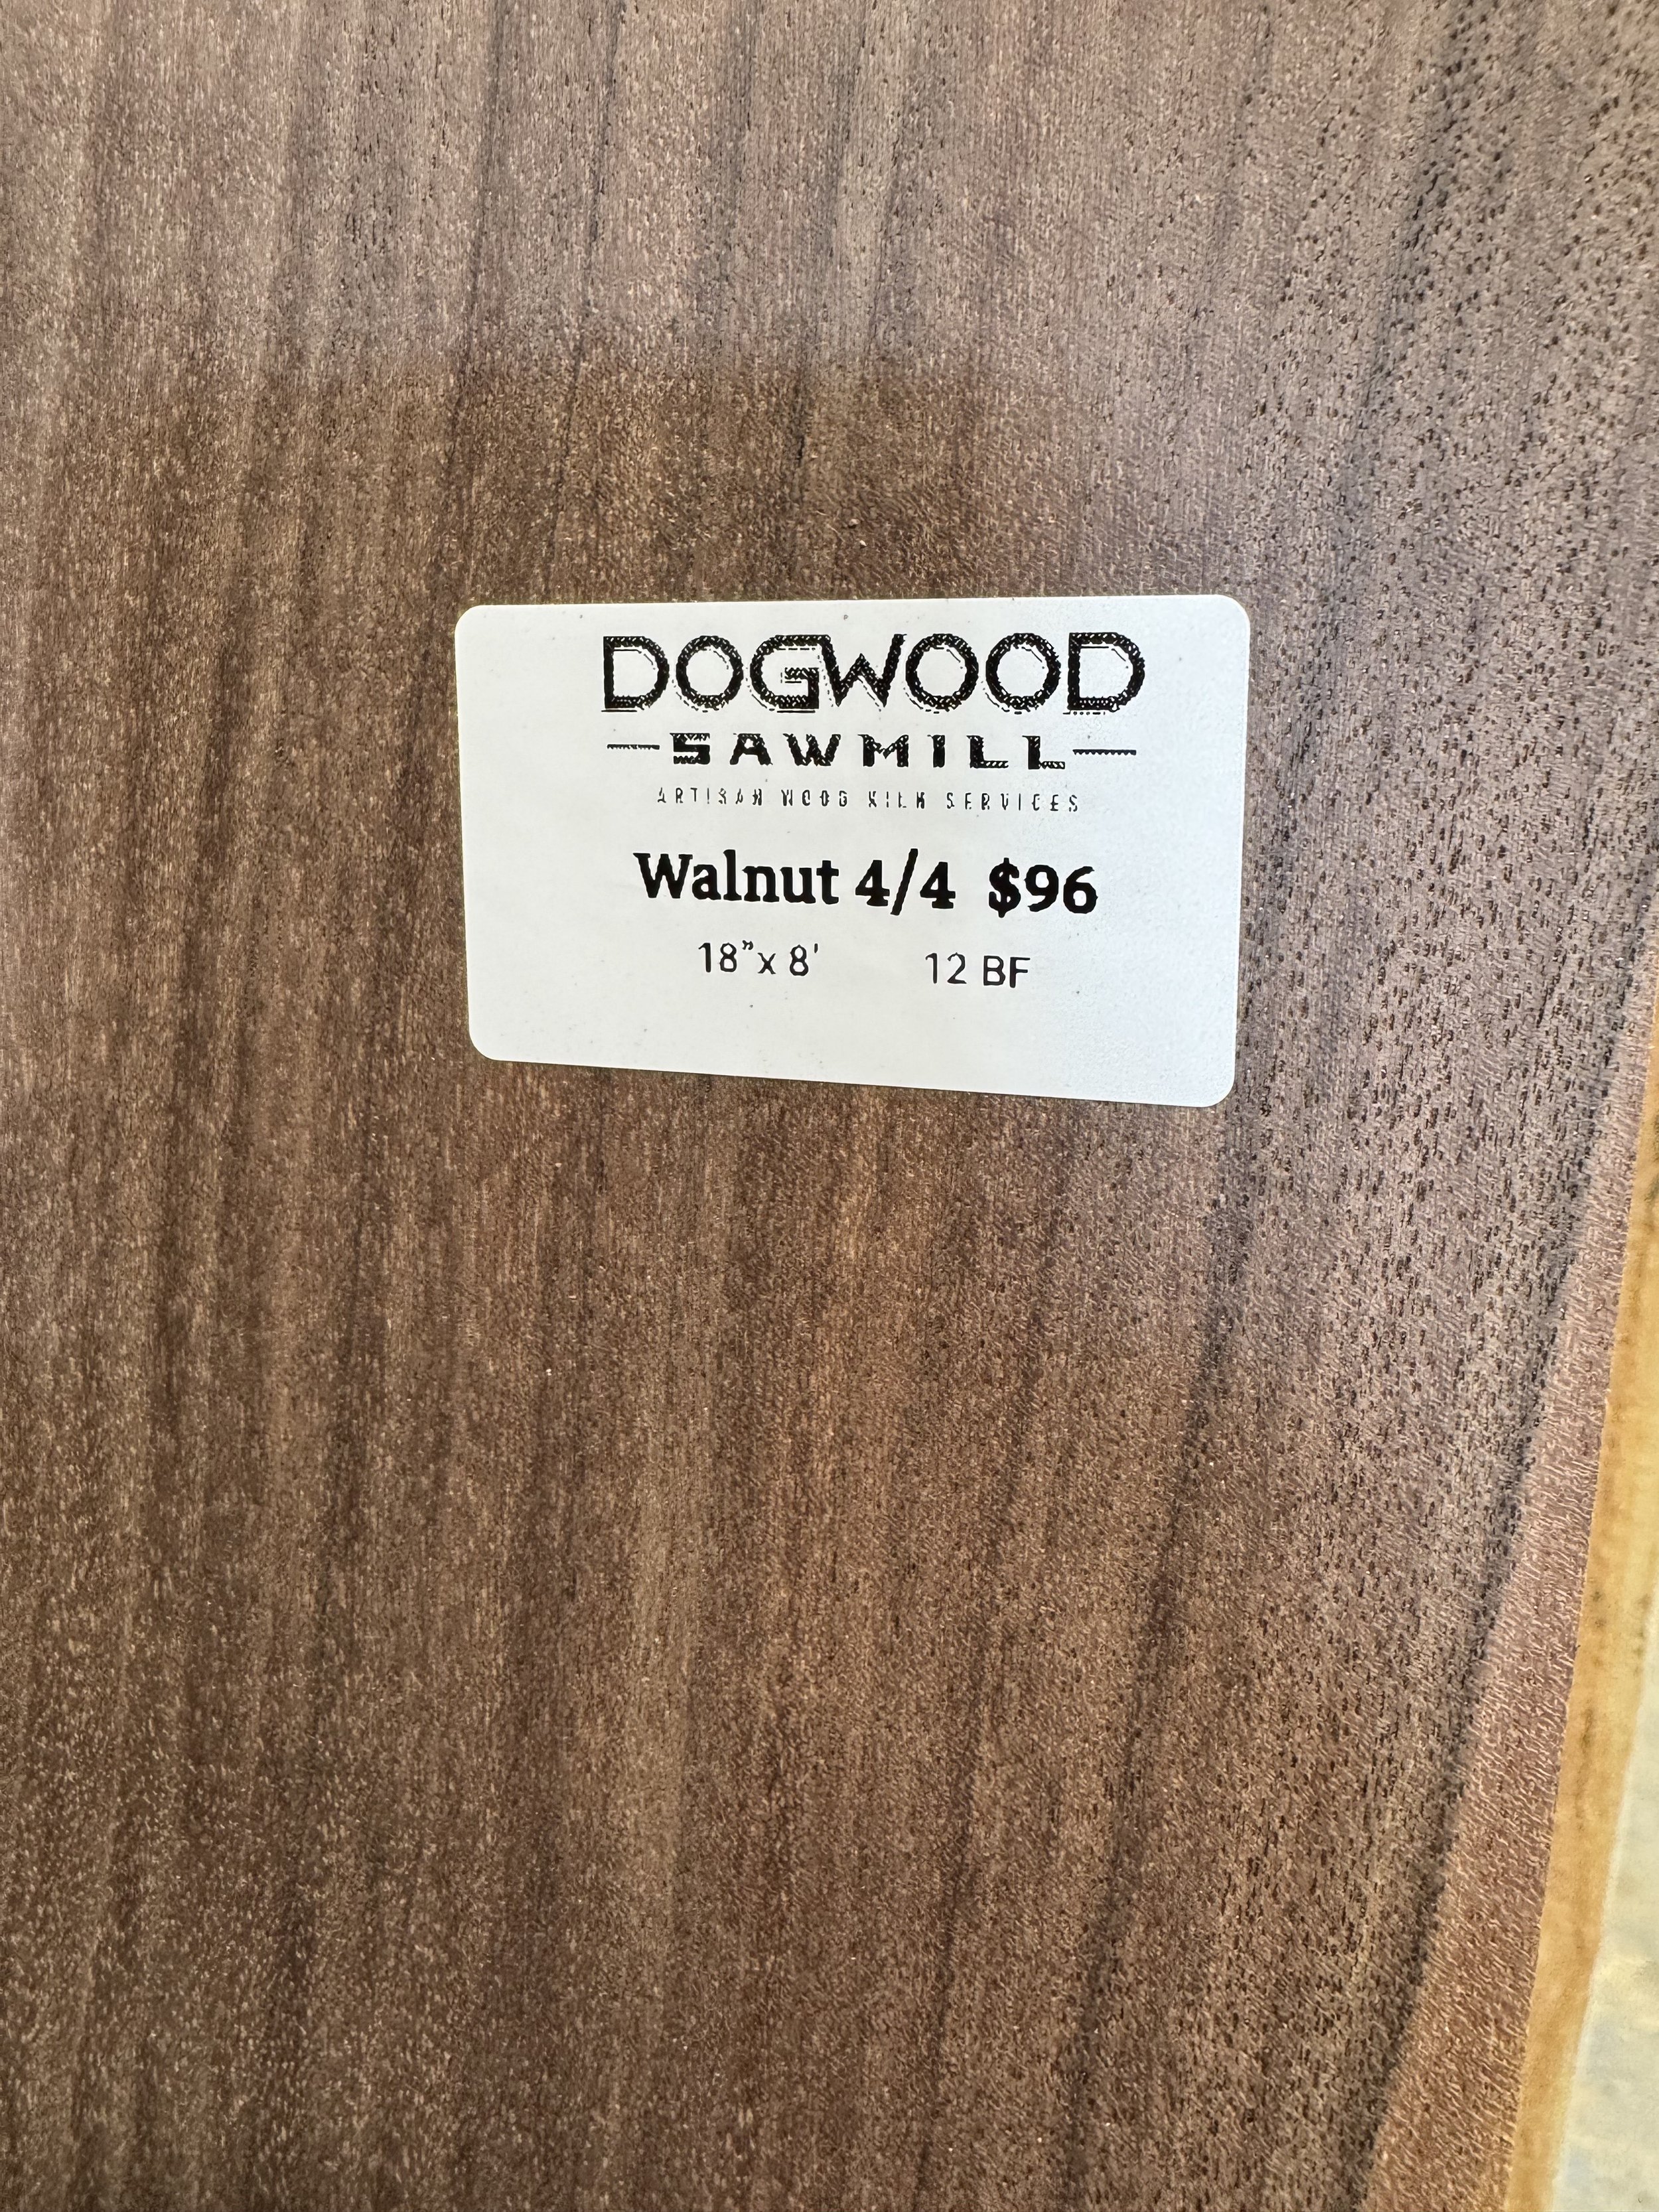 DOGWOOD
SAWMILL
ARTISAN WOOD KILN SERVICES
Walnut 4/4 $96
18”x 8' 12 BF